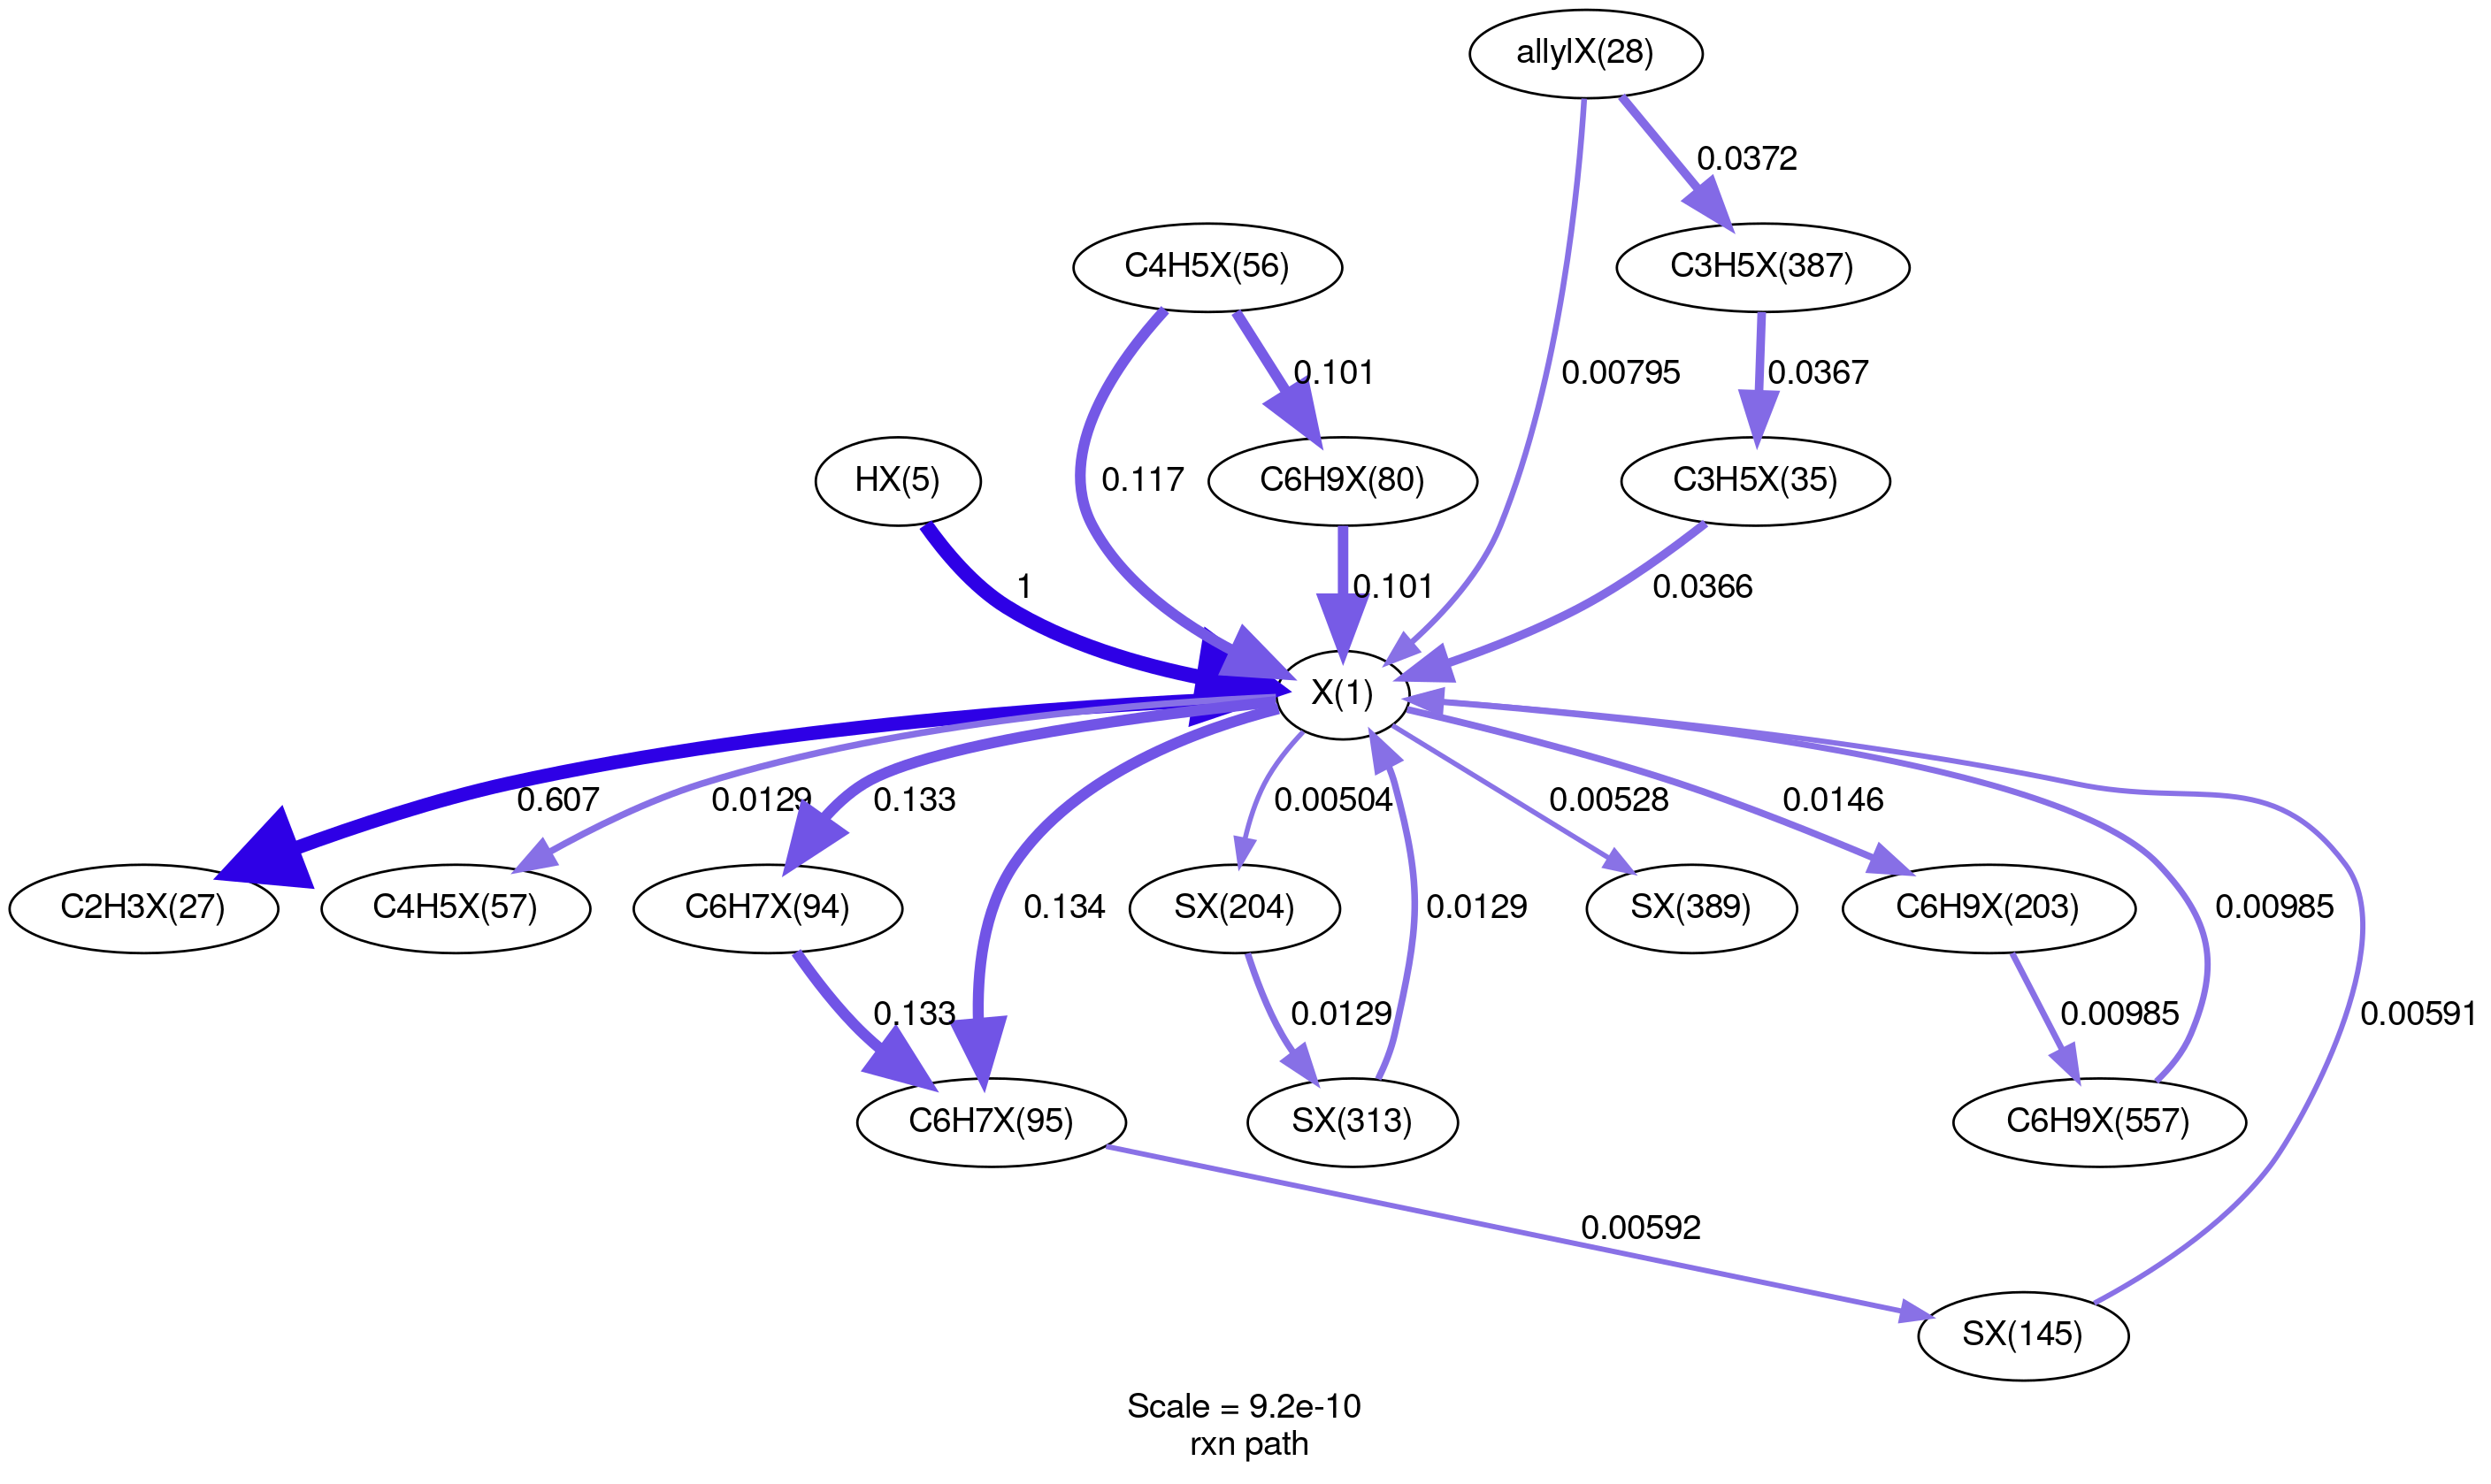 allylX(28)
0.0372
C4H5X(56)
C3H5X(387)
0.101
0.00795
0.0367
HX(5)
0.117
C6H9X(80)
C3H5X(35)
1
0.101
0.0366
X(1)
0.607
0.0129
0.133
0.00504
0.00528
0.0146
C2H3X(27)
C4H5X(57)
C6H7X(94)
0.134
SX(204)
0.0129
SX(389)
C6H9X(203)
0.00985
0.133
0.0129
0.00985
0.00591
C6H7X(95)
SX(313)
C6H9X(557)
0.00592
SX(145)
Scale = 9.2e-10
rxn path